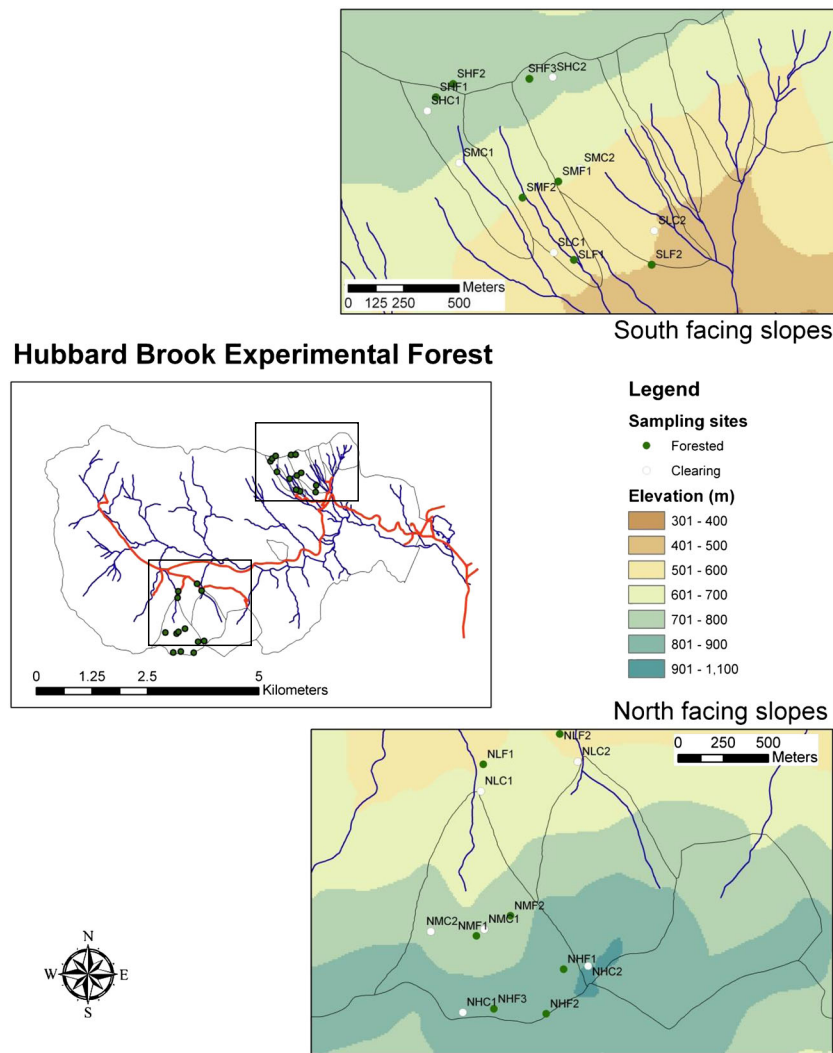 SHF2
SHF3
SHC2
SHF1
SHC1
SMC1
SMC2
SMF1
SMF2
SLC2
SLC1
SLF1
SLF2
Meters
0 125 250 500
South facing slopes
Hubbard Brook Experimental Forest
0 1.25 2.5 5
Kilometers
Legend
Sampling sites
Forested
Clearing
Elevation (m)
301 - 400
401 - 500
501 - 600
601 - 700
701 - 800
801 - 900
901 - 1,100
North facing slopes
NLF2
NLF1
NLC2
NLC1
0 250 500
Meters
NMF2
NMC2
NMF1
NMC1
NHF1
NHC2
NHC1
NHF3
NHF2
N
W
E
S